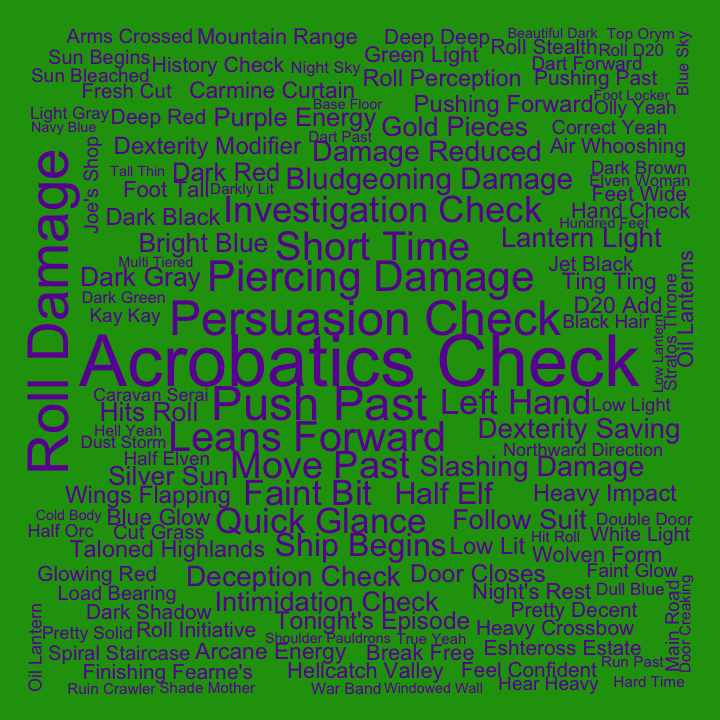 Arms Crossed
Mountain Range
Deep Deep
Beautiful Dark
Top Orym
Sun Begins
History Check
Night Sky
Green Light
Roll Stealth
Roll D20
Blue Sky
Sun Bleached
Roll Perception
Dart Forward
Pushing Past
Fresh Cut
Carmine Curtain
Base Floor
Pushing Forward
Foot Locker
Olly Yeah
Light Gray
Deep Red
Purple Energy
Gold Pieces
Correct Yeah
Navy Blue
Dart Past
Joe's Shop
Dexterity Modifier
Damage Reduced
Air Whooshing
Tall Thin
Dark Red
Bludgeoning Damage
Dark Brown
Elven Woman
Foot Tall
Darkly Lit
Feet Wide
Dark Black
Investigation Check
Hand Check
Hundred Feet
Bright Blue
Short Time
Lantern Light
Multi Tiered
Jet Black
Dark Gray
Piercing Damage
Ting Ting
Dark Green
D20 Add
Oil Lanterns
Stratos Throne
Low Lantern
Kay Kay
Persuasion Check
Black Hair
Roll Damage
Acrobatics Check
Caravan Serai
Hits Roll
Push Past
Left Hand
Low Light
Hell Yeah
Leans Forward
Dexterity Saving
Dust Storm
Northward Direction
Half Elven
Silver Sun
Move Past
Slashing Damage
Wings Flapping
Faint Bit
Half Elf
Heavy Impact
Cold Body
Blue Glow
Quick Glance
Follow Suit
Double Door
Half Orc
Cut Grass
Hit Roll
White Light
Taloned Highlands
Ship Begins
Low Lit
Wolven Form
Glowing Red
Deception Check
Door Closes
Faint Glow
Load Bearing
Intimidation Check
Night's Rest
Dull Blue
Dark Shadow
Tonight's Episode
Pretty Decent
Main Road
Door Creaking
Oil Lantern
Pretty Solid
Roll Initiative
Shoulder Pauldrons
True Yeah
Heavy Crossbow
Spiral Staircase
Arcane Energy
Break Free
Eshteross Estate
Finishing Fearne's
Hellcatch Valley
Feel Confident
Run Past
Ruin Crawler
Shade Mother
War Band
Windowed Wall
Hear Heavy
Hard Time